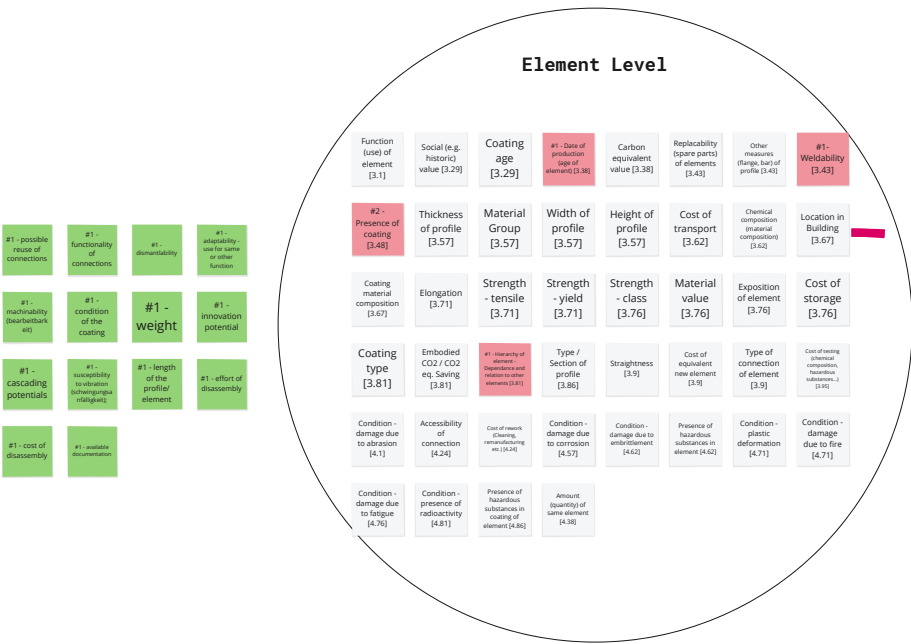 Element Level
Function
(use) of
element
[3.1]
Social (e.g.
historic)
value [3.29]
Coating
age
[3.29]
#1 - Date of
production
(age of
element) [3.38]
Carbon
equivalent
value [3.38]
Replacability
(spare parts)
of elements
[3.43]
Other
measures
(flange, bar) of
profile [3.43]
#1-
Weldability
[3.43]
#2 -
Presence of
coating
[3.48]
Thickness
of profile
[3.57]
Material
Group
[3.57]
Width of
profile
[3.57]
Height of
profile
[3.57]
Cost of
transport
[3.62]
Chemical
composition
(material
composition)
[3.62]
Location in
Building
[3.67]
Coating
material
composition
[3.67]
Elongation
[3.71]
Strength
- tensile
[3.71]
Strength
- yield
[3.71]
Strength
- class
[3.76]
Material
value
[3.76]
Exposition
of element
[3.76]
Cost of
storage
[3.76]
Coating
type
[3.81]
Embodied
CO2 / CO2
eq. Saving
[3.81]
#1 - Hierarchy of
element -
Dependence and
relation to other
elements [3.81]
Type /
Section of
profile
[3.86]
Straightness
[3.9]
Cost of
equivalent
new element
[3.9]
Type of
connection
of element
[3.9]
Cost of testing
(chemical
composition,
hazardous
substances...)
[3.95]
Condition -
damage due
to abrasion
[4.1]
Accessibility
of
connection
[4.24]
Cost of rework
(Cleaning,
remanufacturing
etc.) [4.24]
Condition -
damage due
to corrosion
[4.57]
Condition -
damage due to
embrittlement
[4.62]
Presence of
hazardous
substances in
element [4.62]
Condition -
plastic
deformation
[4.71]
Condition -
damage
due to fire
[4.71]
Condition -
damage due
to fatigue
[4.76]
Condition -
presence of
radioactivity
[4.81]
Presence of
hazardous
substances in
coating of
element [4.86]
Amount
(quantity) of
same element
[4.38]
#1 - possible
reuse of
connections
#1 -
functionality
of
connections
#1 -
dismantlability
#1 -
adaptability -
use for same
or other
function
#1 -
machinability
(bearbeitbark
eit)
#1 -
condition
of the
coating
#1 -
weight
#1 -
innovation
potential
#1 -
cascading
potentials
#1 -
susceptibility
to vibration
(schwingungsa
nfälligkeit);
#1 - length
of the
profile/
element
#1 - effort of
disassembly
#1 - cost of
disassembly
#1 - available
documentation